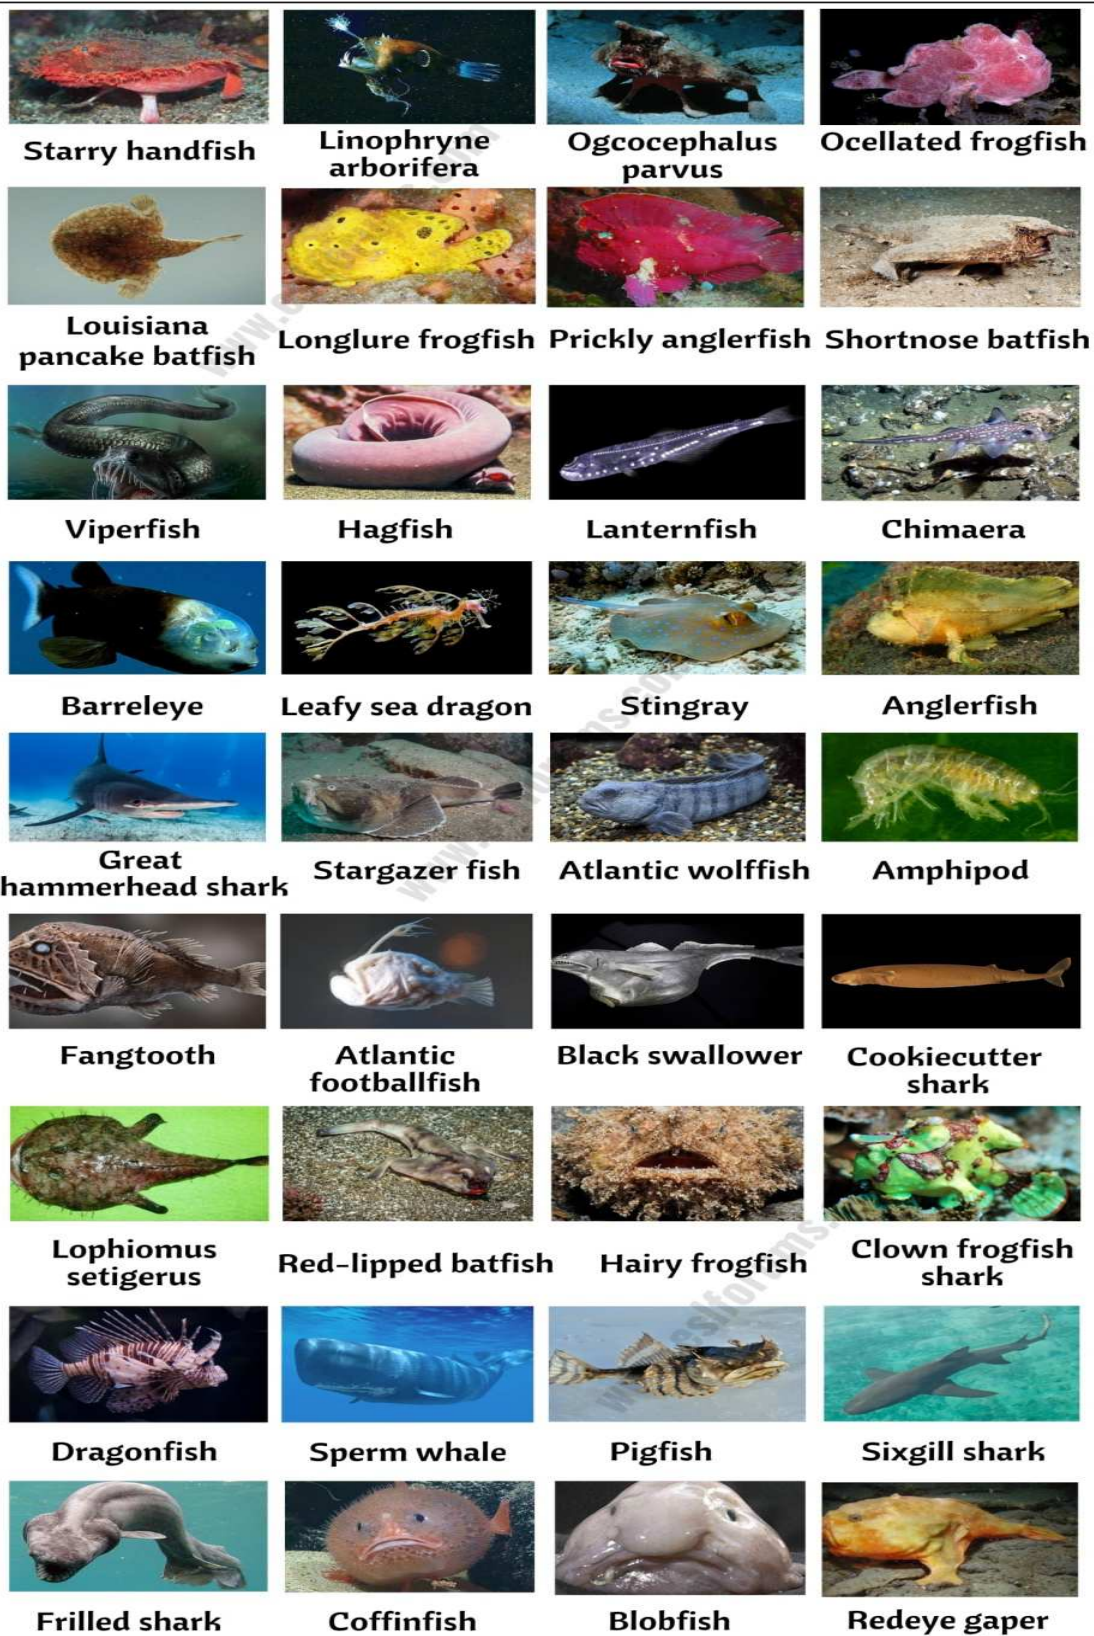 Starry handfish
Linophryne
arborifera
Ogcocephalus
parvus
Ocellated frogfish
Louisiana
pancake batfish
Longlure frogfish
Prickly anglerfish
Shortnose batfish
Viperfish
Hagfish
Lanternfish
Chimaera
Barreleye
Leafy sea dragon
Stingray
Anglerfish
Great
hammerhead shark
Stargazer fish
Atlantic wolffish
Amphipod
Fangtooth
Atlantic
footballfish
Black swallower
Cookiecutter
shark
Lophiomus
setigerus
Red-lipped batfish
Hairy frogfish
Clown frogfish
shark
Dragonfish
Sperm whale
Pigfish
Sixgill shark
Frilled shark
Coffinfish
Blobfish
Redeye gaper